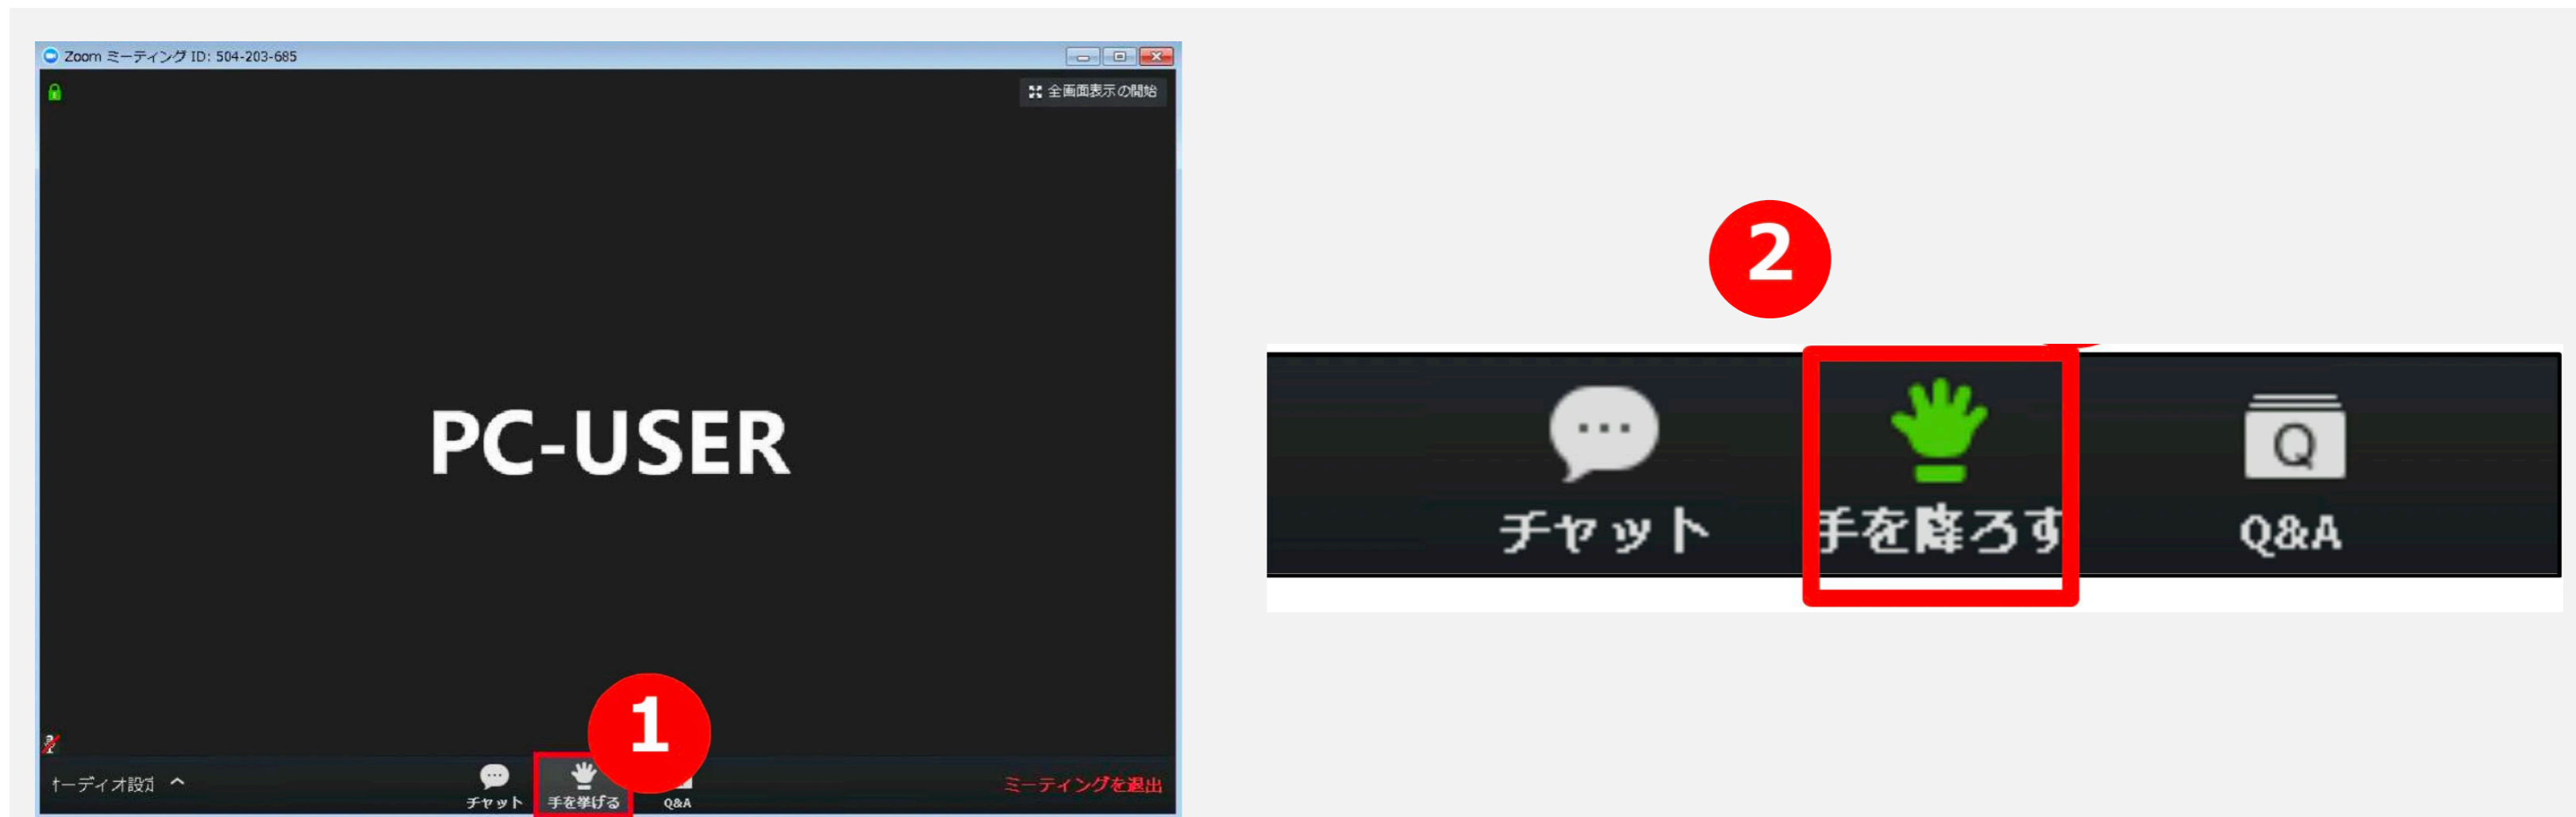 Zoom ミーティング ID: 504-203-685
全画面表示の開始
PC-USER
1
オーディオ設定
チャット
手を挙げる
Q&A
ミーティングを退出
2
チャット
手を降ろす
Q
Q&A